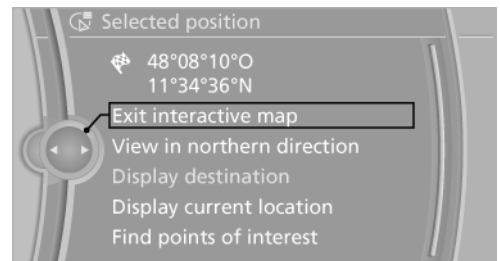 Selected position
48°08'10"O
11°34'36"N
Exit interactive map
View in northern direction
Display destination
Display current location
Find points of interest